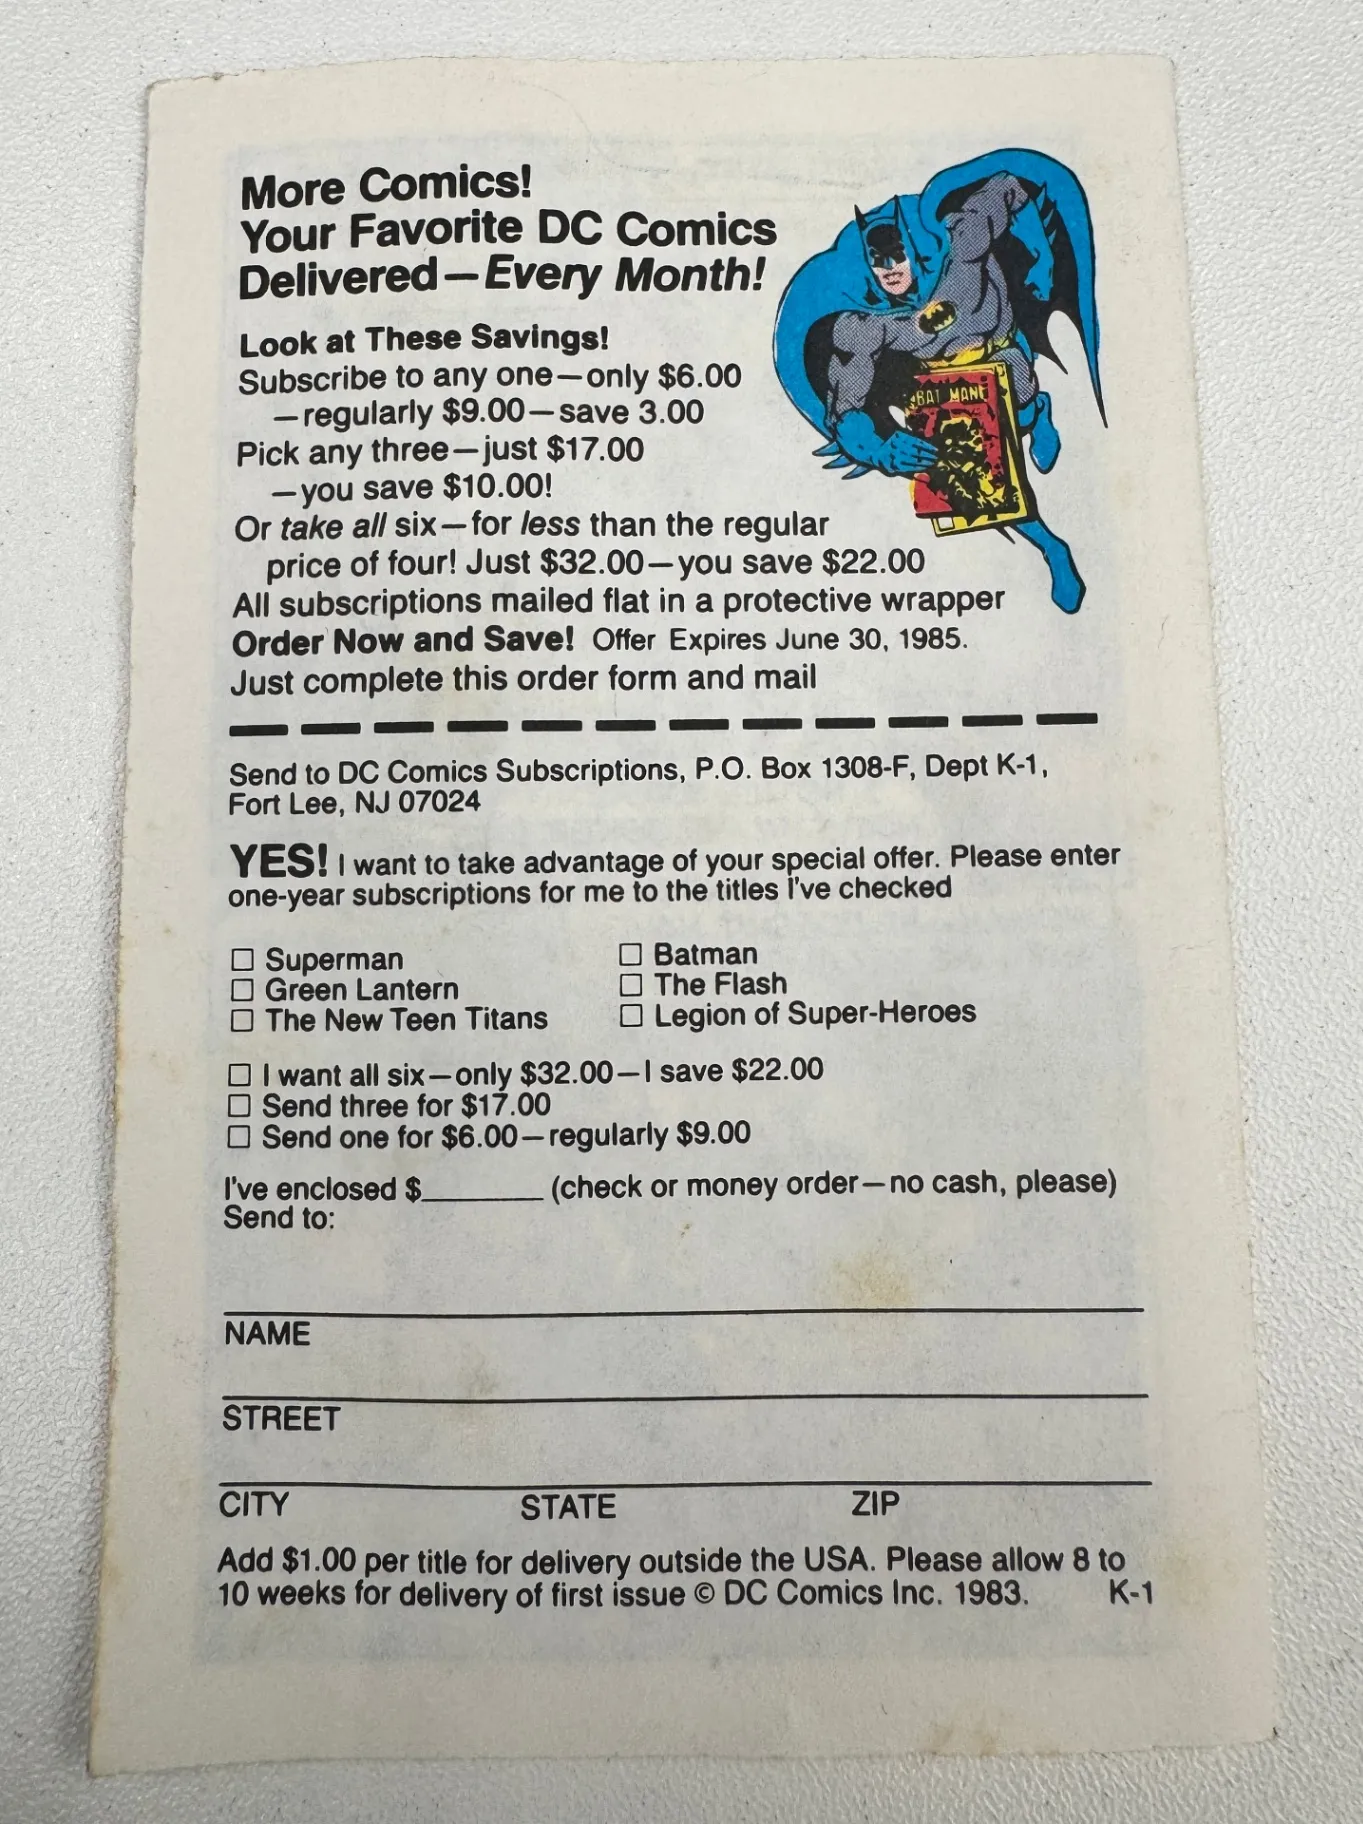 More Comics!
Your Favorite DC Comics
Delivered—Every Month!
BAT MAN
Look at These Savings!
Subscribe to any one—only $6.00
—regularly $9.00—save 3.00
Pick any three—just $17.00
—you save $10.00!
Or take all six—for less than the regular
price of four! Just $32.00—you save $22.00
All subscriptions mailed flat in a protective wrapper
Order Now and Save! Offer Expires June 30, 1985.
Just complete this order form and mail
Send to DC Comics Subscriptions, P.O. Box 1308-F, Dept K-1,
Fort Lee, NJ 07024
YES! I want to take advantage of your special offer. Please enter
one-year subscriptions for me to the titles I've checked
☐ Superman ☐ Batman
☐ Green Lantern ☐ The Flash
☐ The New Teen Titans ☐ Legion of Super-Heroes
☐ I want all six—only $32.00—I save $22.00
☐ Send three for $17.00
☐ Send one for $6.00—regularly $9.00
I've enclosed $________ (check or money order—no cash, please)
Send to:
NAME
STREET
CITY STATE ZIP
Add $1.00 per title for delivery outside the USA. Please allow 8 to
10 weeks for delivery of first issue © DC Comics Inc. 1983. K-1